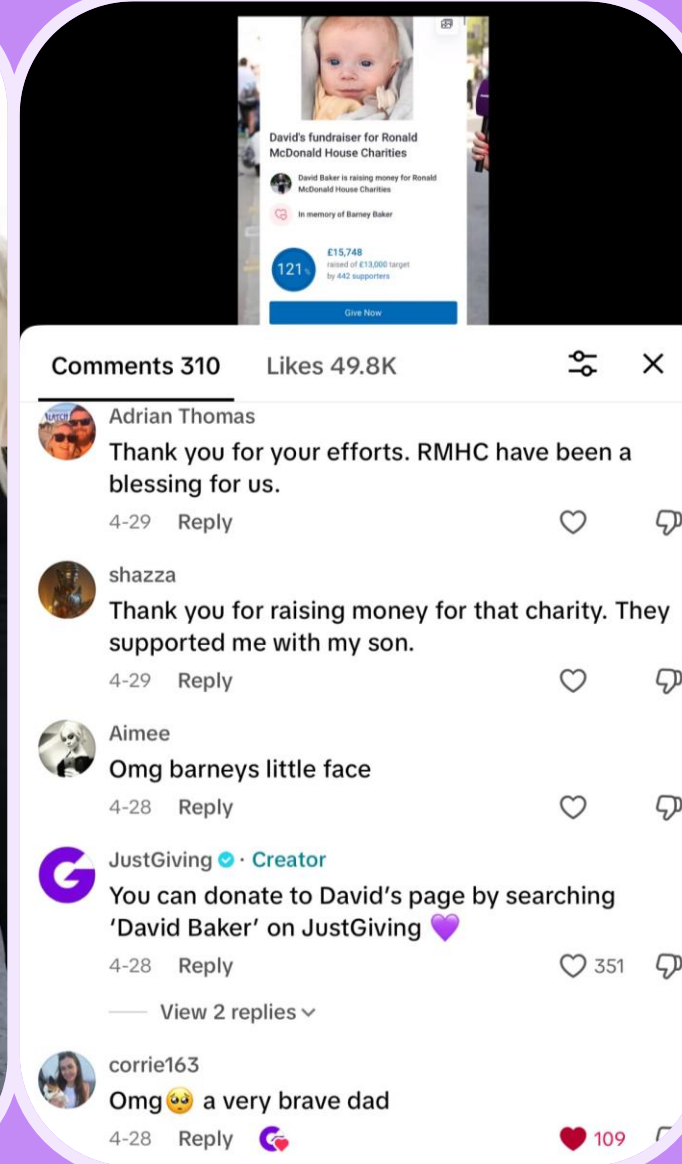 David's fundraiser for Ronald
McDonald House Charities
David Baker is raising money for Ronald
McDonald House Charities
In memory of Barney Baker
121%
£15,748
raised of £13,000 target
by 442 supporters
Give Now
Comments 310
Likes 49.8K
Adrian Thomas
Thank you for your efforts. RMHC have been a
blessing for us.
4-29 Reply
shazza
Thank you for raising money for that charity. They
supported me with my son.
4-29 Reply
Aimee
Omg barneys little face
4-28 Reply
JustGiving · Creator
You can donate to David's page by searching
‘David Baker’ on JustGiving 💜
4-28 Reply
351
View 2 replies
corrie163
Omg🥺 a very brave dad
4-28 Reply
109